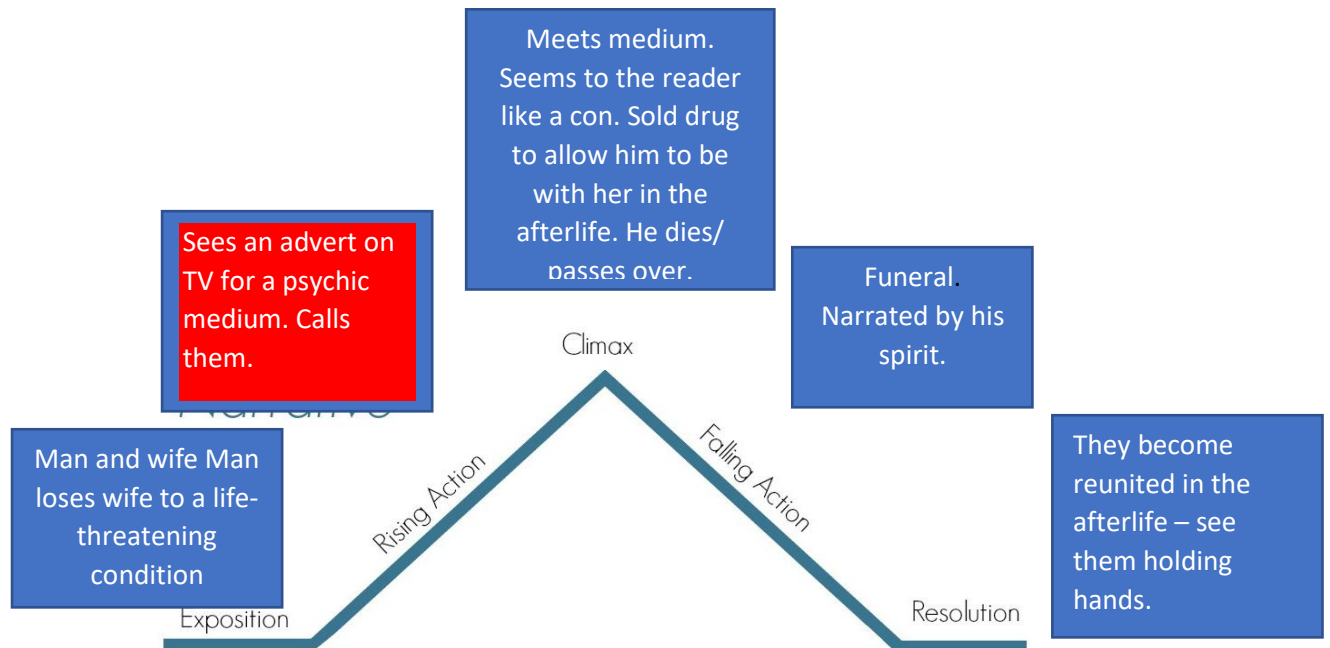 Meets medium.
Seems to the reader
like a con. Sold drug
to allow him to be
with her in the
afterlife. He dies/
passes over.
Sees an advert on
TV for a psychic
medium. Calls
them.
Funeral.
Narrated by his
spirit.
Climax
Narrative
Man and wife Man
loses wife to a life-
threatening
condition
They become
reunited in the
afterlife – see
them holding
hands.
Rising Action
Falling Action
Exposition
Resolution